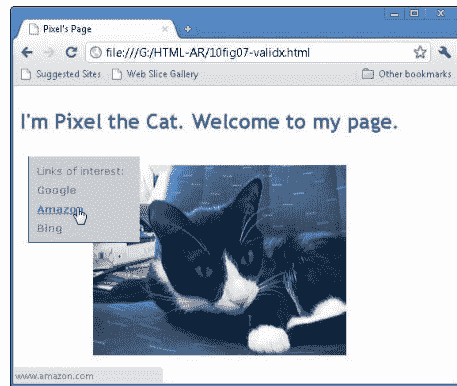 Pixel's Page
file:///G:/HTML-AR/10fig07-validx.html
Suggested Sites Web Slice Gallery Other bookmarks
I'm Pixel the Cat. Welcome to my page.
Links of interest:
Google
Amazon
Bing
www.amazon.com